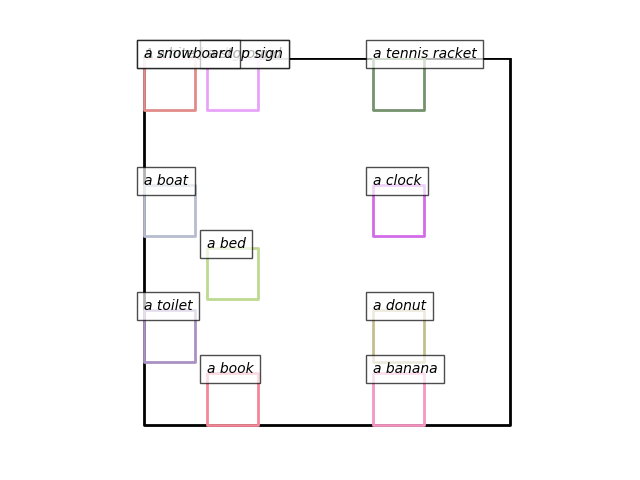 a snowboard
a stop sign
a tennis racket
a boat
a clock
a bed
a toilet
a donut
a book
a banana